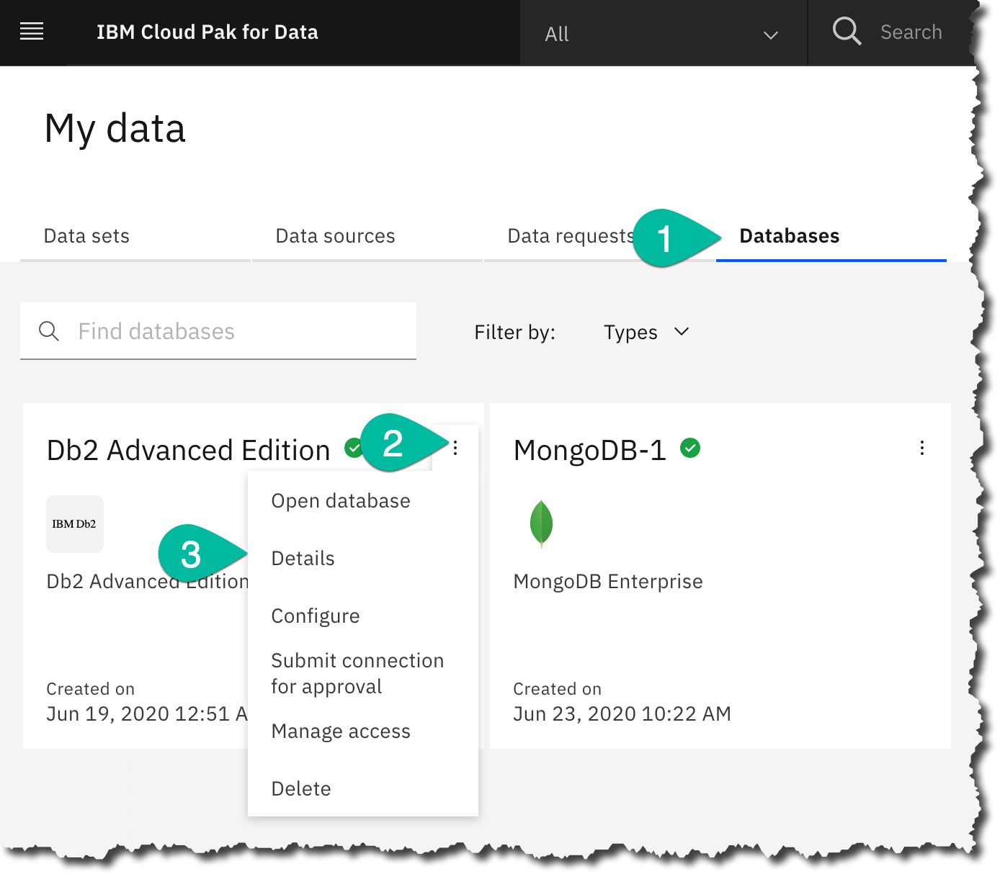 IBM Cloud Pak for Data
All
Search
My data
Data sets
Data sources
Data requests
1
Databases
Find databases
Filter by:
Types
Db2 Advanced Edition
2
MongoDB-1
Open database
IBM Db2
Details
3
Db2 Advanced Edition
MongoDB Enterprise
Configure
Submit connection
for approval
Created on
Jun 19, 2020 12:51 A
Created on
Jun 23, 2020 10:22 AM
Manage access
Delete